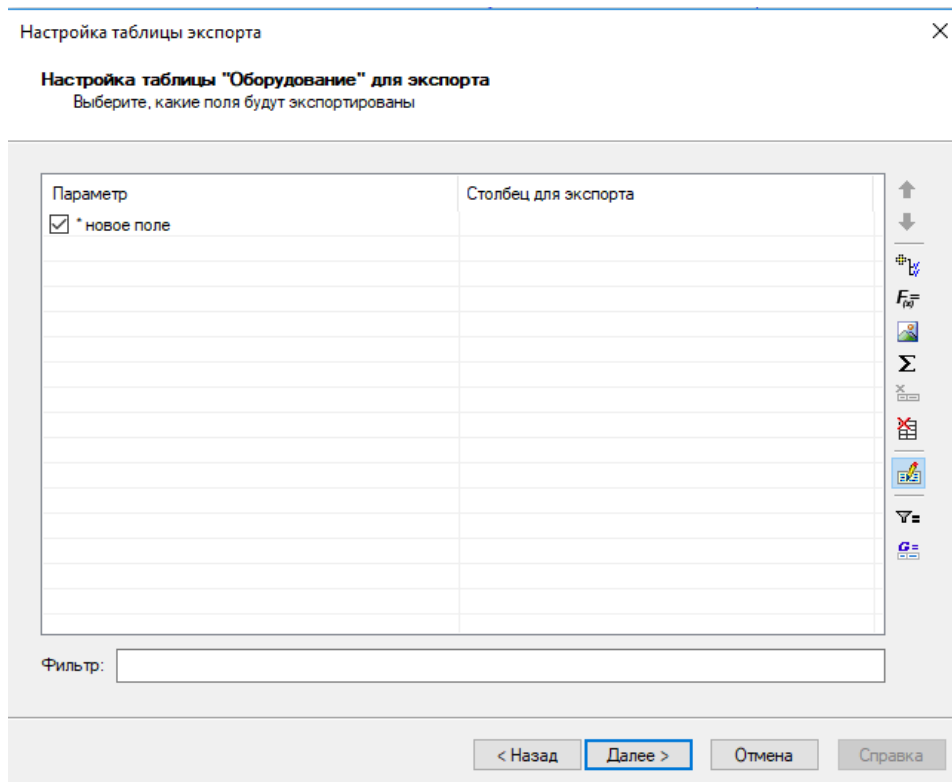 Настройка таблицы экспорта
Настройка таблицы "Оборудование" для экспорта
Выберите, какие поля будут экспортированы
Параметр Столбец для экспорта
* новое поле
F(x)=
Σ
G=
Фильтр:
< Назад Далее > Отмена Справка